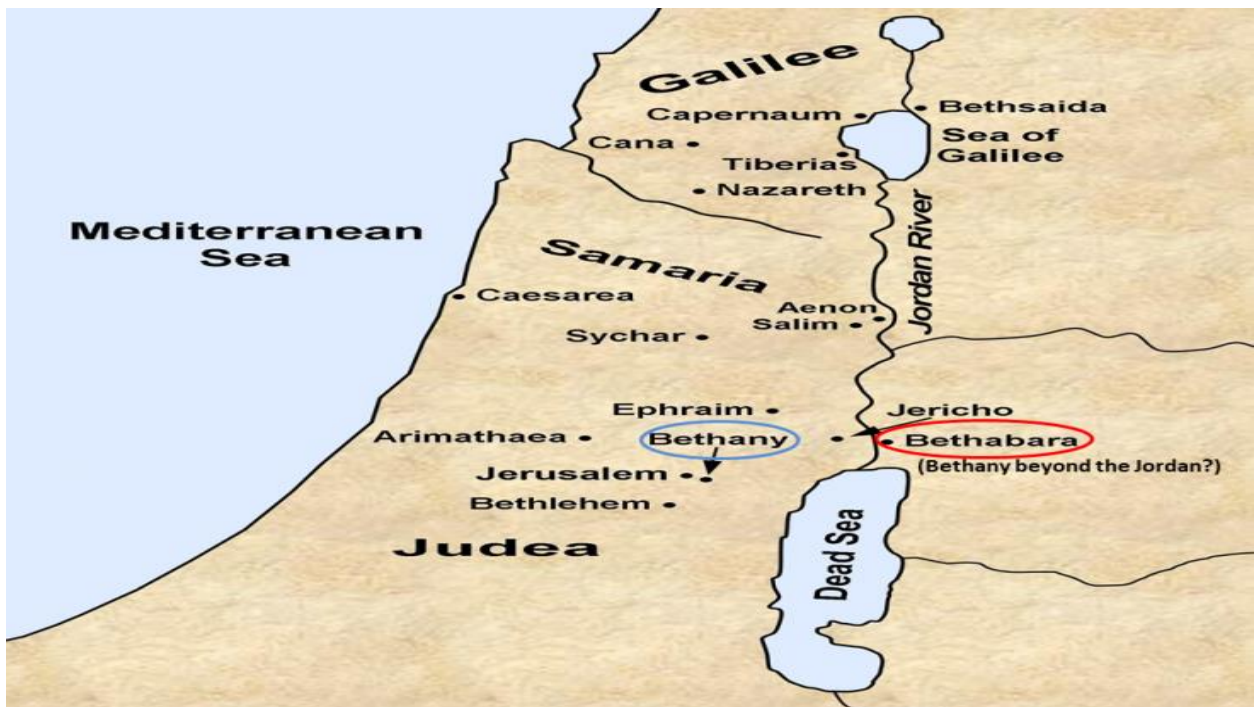 Galilee
Capernaum
Bethsaida
Cana
Sea of
Galilee
Tiberias
Nazareth
Jordan River
Mediterranean
Sea
Samaria
Caesarea
Aenon
Salim
Sychar
Ephraim
Jericho
Arimathaea
Bethany
Bethabara
(Bethany beyond the Jordan?)
Jerusalem
Bethlehem
Judea
Dead Sea